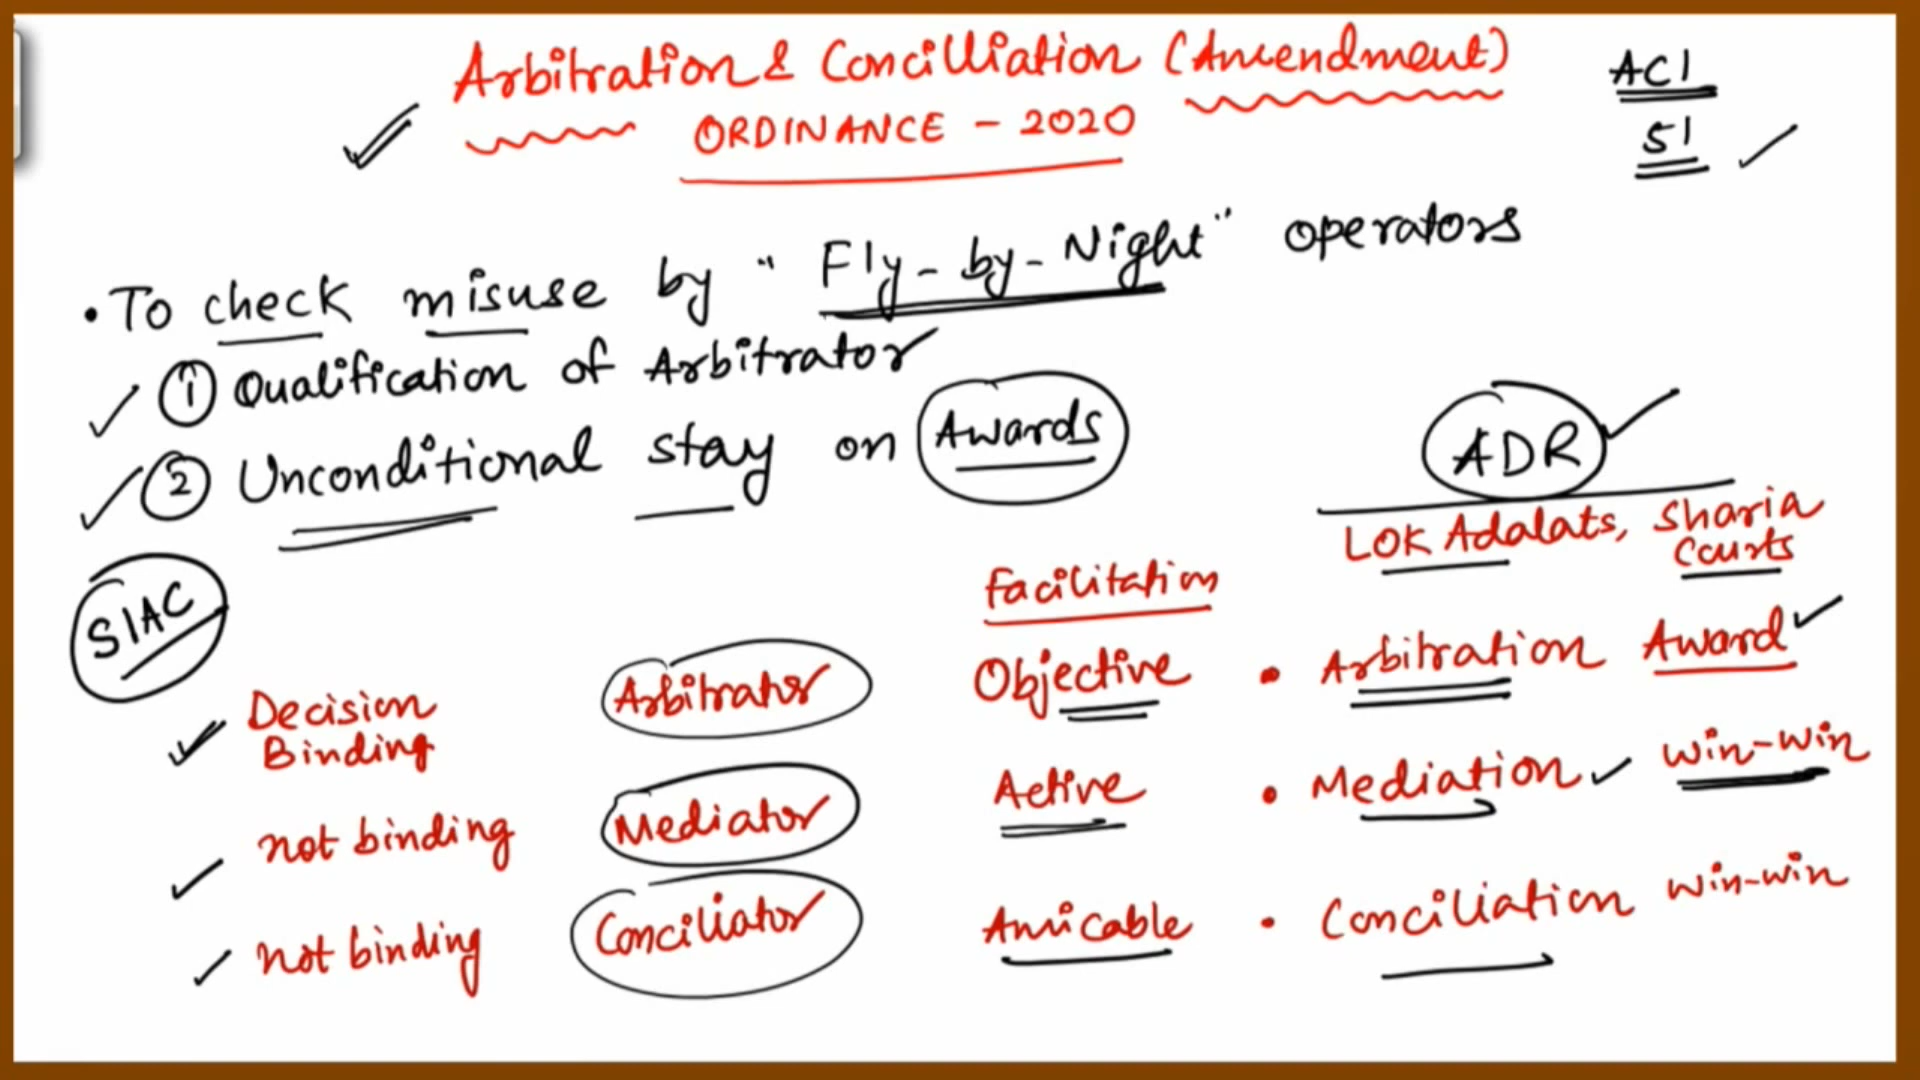 Arbitration & Concilliation (Amendment)
ORDINANCE - 2020
ACI
51
• To check misuse by "Fly-by-Night" operators
① Qualification of Arbitrator
② Unconditional stay on Awards
ADR
LOK Adalats, Sharia
Courts
SIAC
Facilitation
Decision
Binding
Arbitrator
Objective
• Arbitration Award
not binding
Mediator
Active
• Mediation win-win
not binding
Conciliator
Amicable
• Conciliation win-win